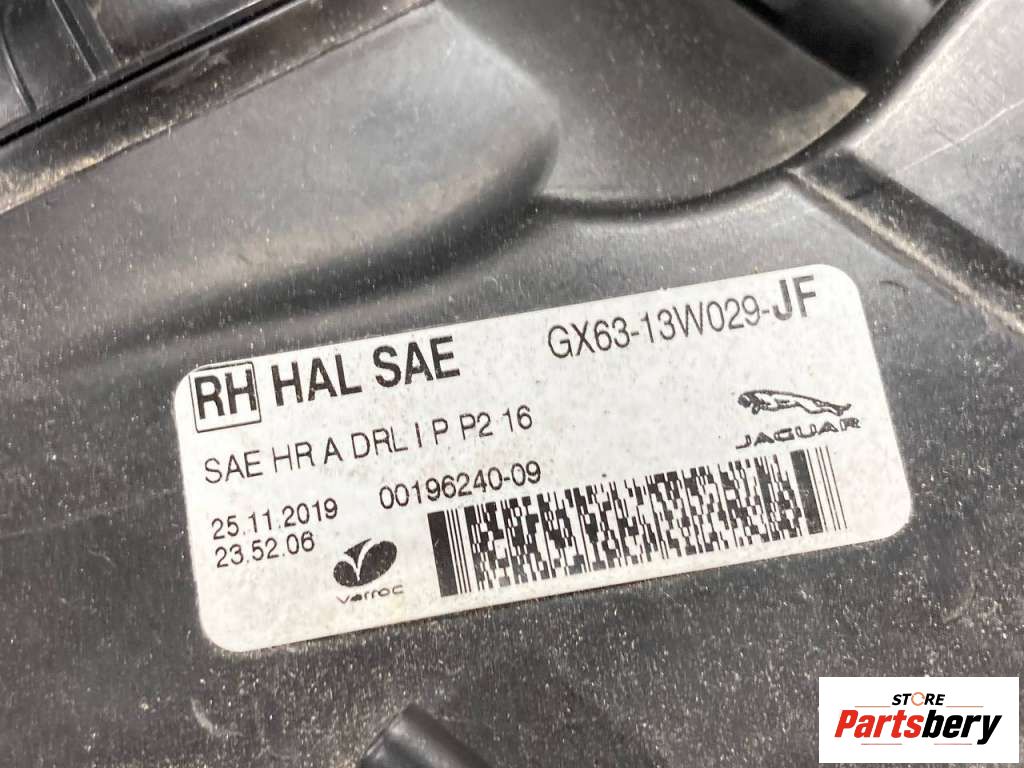 RH HAL SAE GX63-13W029-JF
SAE HR A DRL I P P2 16
JAGUAR
25.11.2019 00196240-09
23.52.06
varroc
STORE
Partsbery